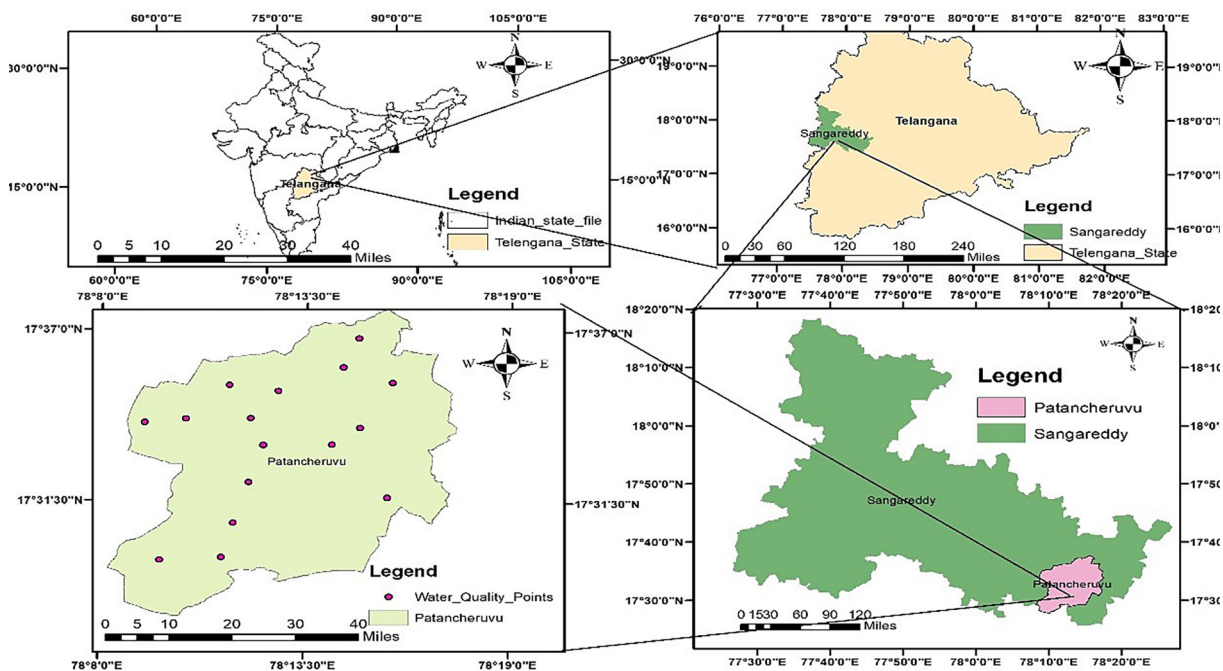 60°0'0"E 75°0'0"E 90°0'0"E 105°0'0"E
N
W E
S
30°0'0"N
30°0'0"N
15°0'0"N
15°0'0"N
Telangana
Legend
Indian_state_file
Telengana_State
0 5 10 20 30 40
Miles
60°0'0"E 75°0'0"E 90°0'0"E 105°0'0"E
76°0'0"E 77°0'0"E 78°0'0"E 79°0'0"E 80°0'0"E 81°0'0"E 82°0'0"E 83°0'0"E
N
W E
S
19°0'0"N
19°0'0"N
18°0'0"N
18°0'0"N
17°0'0"N
17°0'0"N
16°0'0"N
16°0'0"N
Telangana
Sangareddy
Legend
Sangareddy
Telengana_State
0 30 60 120 180 240
Miles
77°0'0"E 78°0'0"E 79°0'0"E 80°0'0"E 81°0'0"E 82°0'0"E
78°8'0"E 78°13'30"E 78°19'0"E
N
W E
S
17°37'0"N
17°37'0"N
17°31'30"N
17°31'30"N
Patancheruvu
Legend
Water_Quality_Points
Patancheruvu
0 5 10 20 30 40
Miles
78°8'0"E 78°13'30"E 78°19'0"E
77°30'0"E 77°40'0"E 77°50'0"E 78°0'0"E 78°10'0"E 78°20'0"E
N
W E
S
18°20'0"N
18°20
18°10'0"N
18°10
18°0'0"N
18°0'
17°50'0"N
17°50
17°40'0"N
17°40
17°30'0"N
17°30
Legend
Patancheruvu
Sangareddy
Sangareddy
Patancheruvu
0 1530 60 90 120
Miles
77°30'0"E 77°40'0"E 77°50'0"E 78°0'0"E 78°10'0"E 78°20'0"E